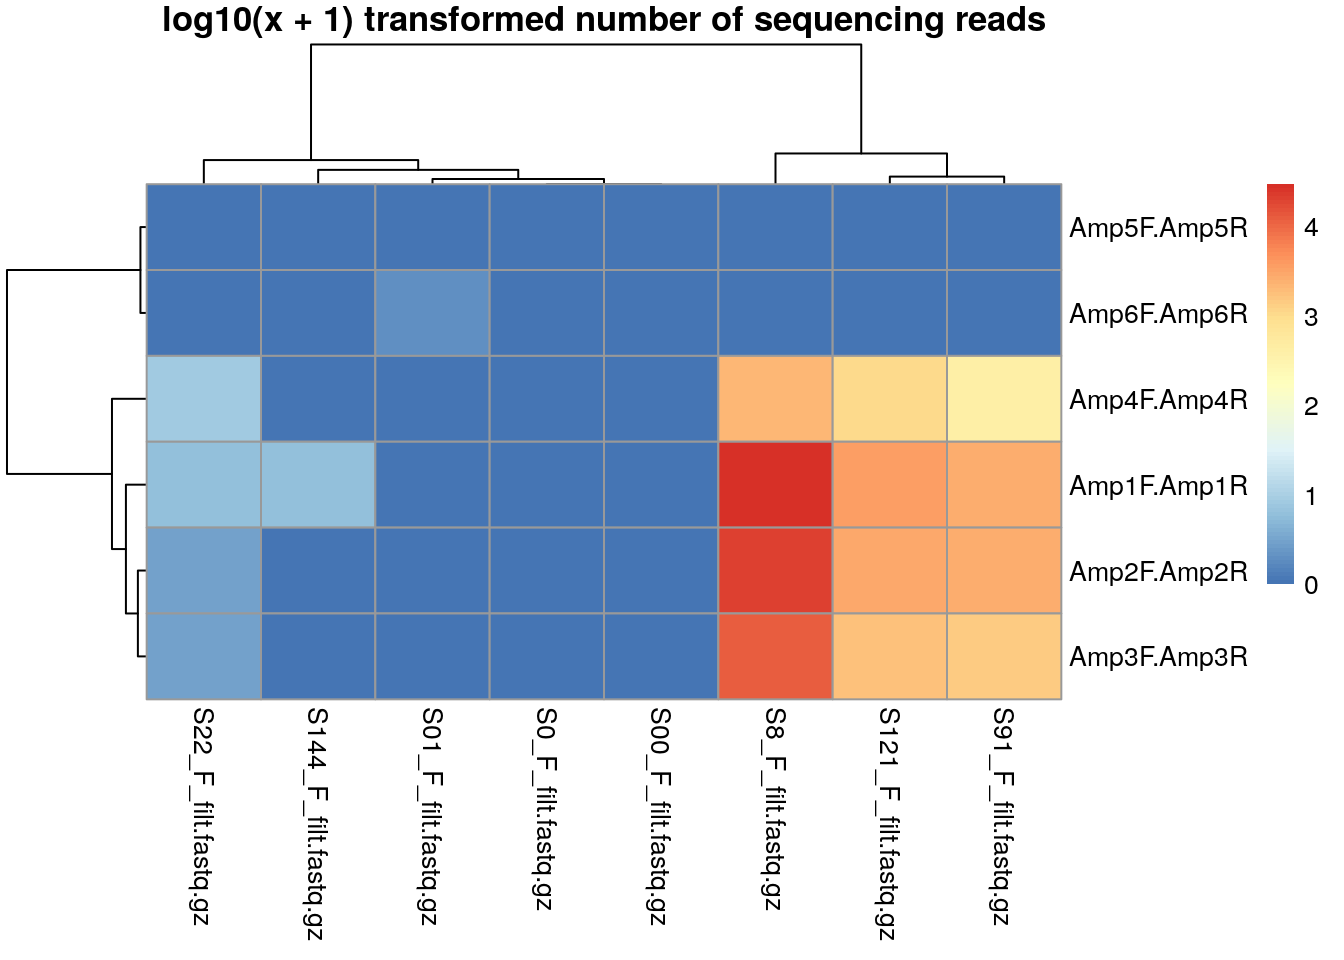 log10(x + 1) transformed number of sequencing reads
Amp5F.Amp5R
Amp6F.Amp6R
Amp4F.Amp4R
Amp1F.Amp1R
Amp2F.Amp2R
Amp3F.Amp3R
4
3
2
1
0
S22_F_filt.fastq.gz
S144_F_filt.fastq.gz
S01_F_filt.fastq.gz
S0_F_filt.fastq.gz
S00_F_filt.fastq.gz
S8_F_filt.fastq.gz
S121_F_filt.fastq.gz
S91_F_filt.fastq.gz